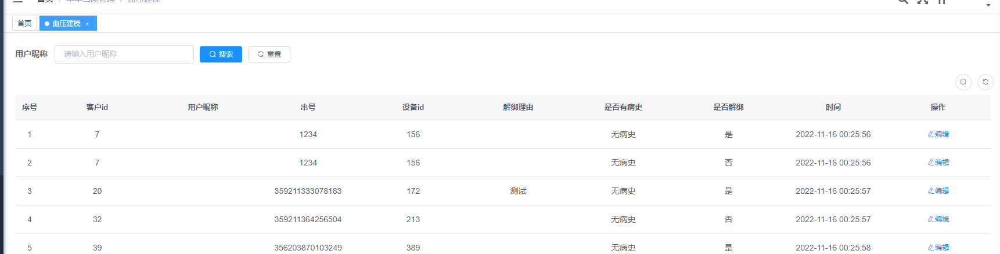 首页 / / 血压建模
首页 血压建模 ×
用户昵称 请输入用户昵称 搜索 重置
序号 客户id 用户昵称 串号 设备id 解绑理由 是否有病史 是否解绑 时间 操作
1 7 1234 156 无病史 是 2022-11-16 00:25:56 编辑
2 7 1234 156 无病史 否 2022-11-16 00:25:56 编辑
3 20 359211333078183 172 测试 无病史 是 2022-11-16 00:25:57 编辑
4 32 359211364256504 213 无病史 否 2022-11-16 00:25:57 编辑
5 39 356203870103249 389 无病史 是 2022-11-16 00:25:58 编辑